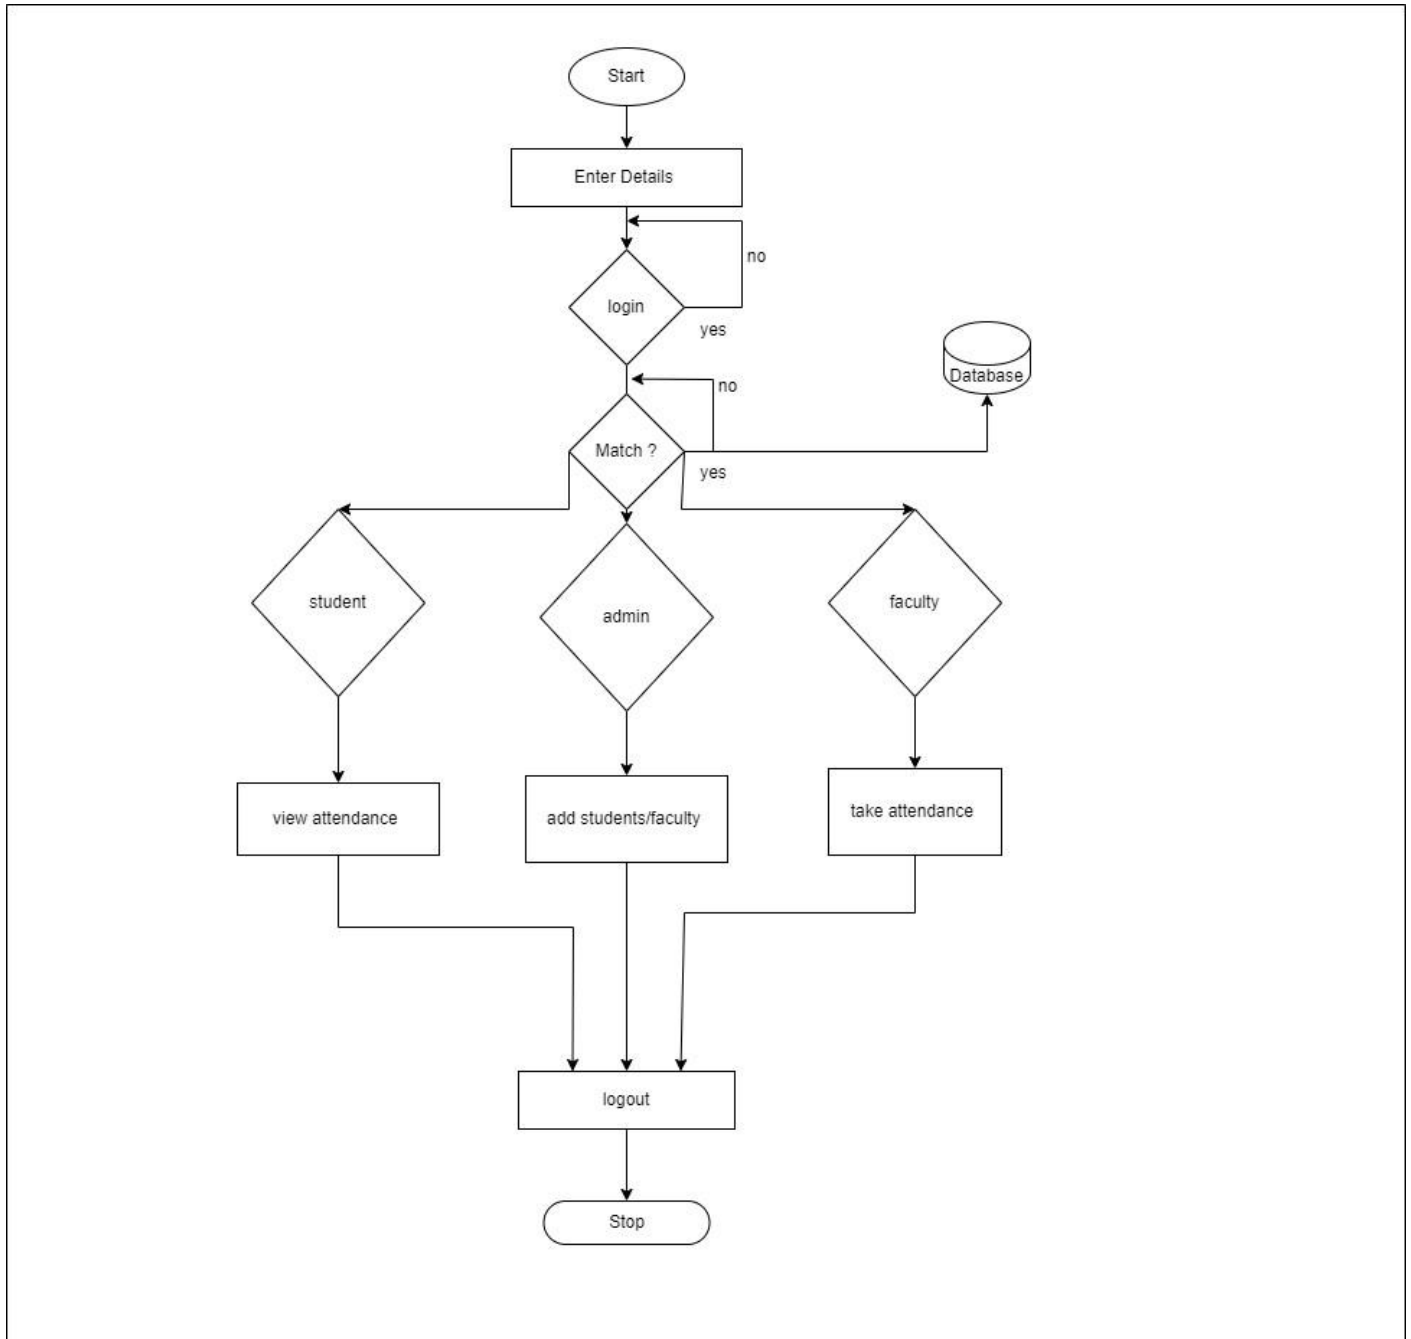 Start
Enter Details
no
login
yes
Database
no
Match ?
yes
student
admin
faculty
view attendance
add students/faculty
take attendance
logout
Stop